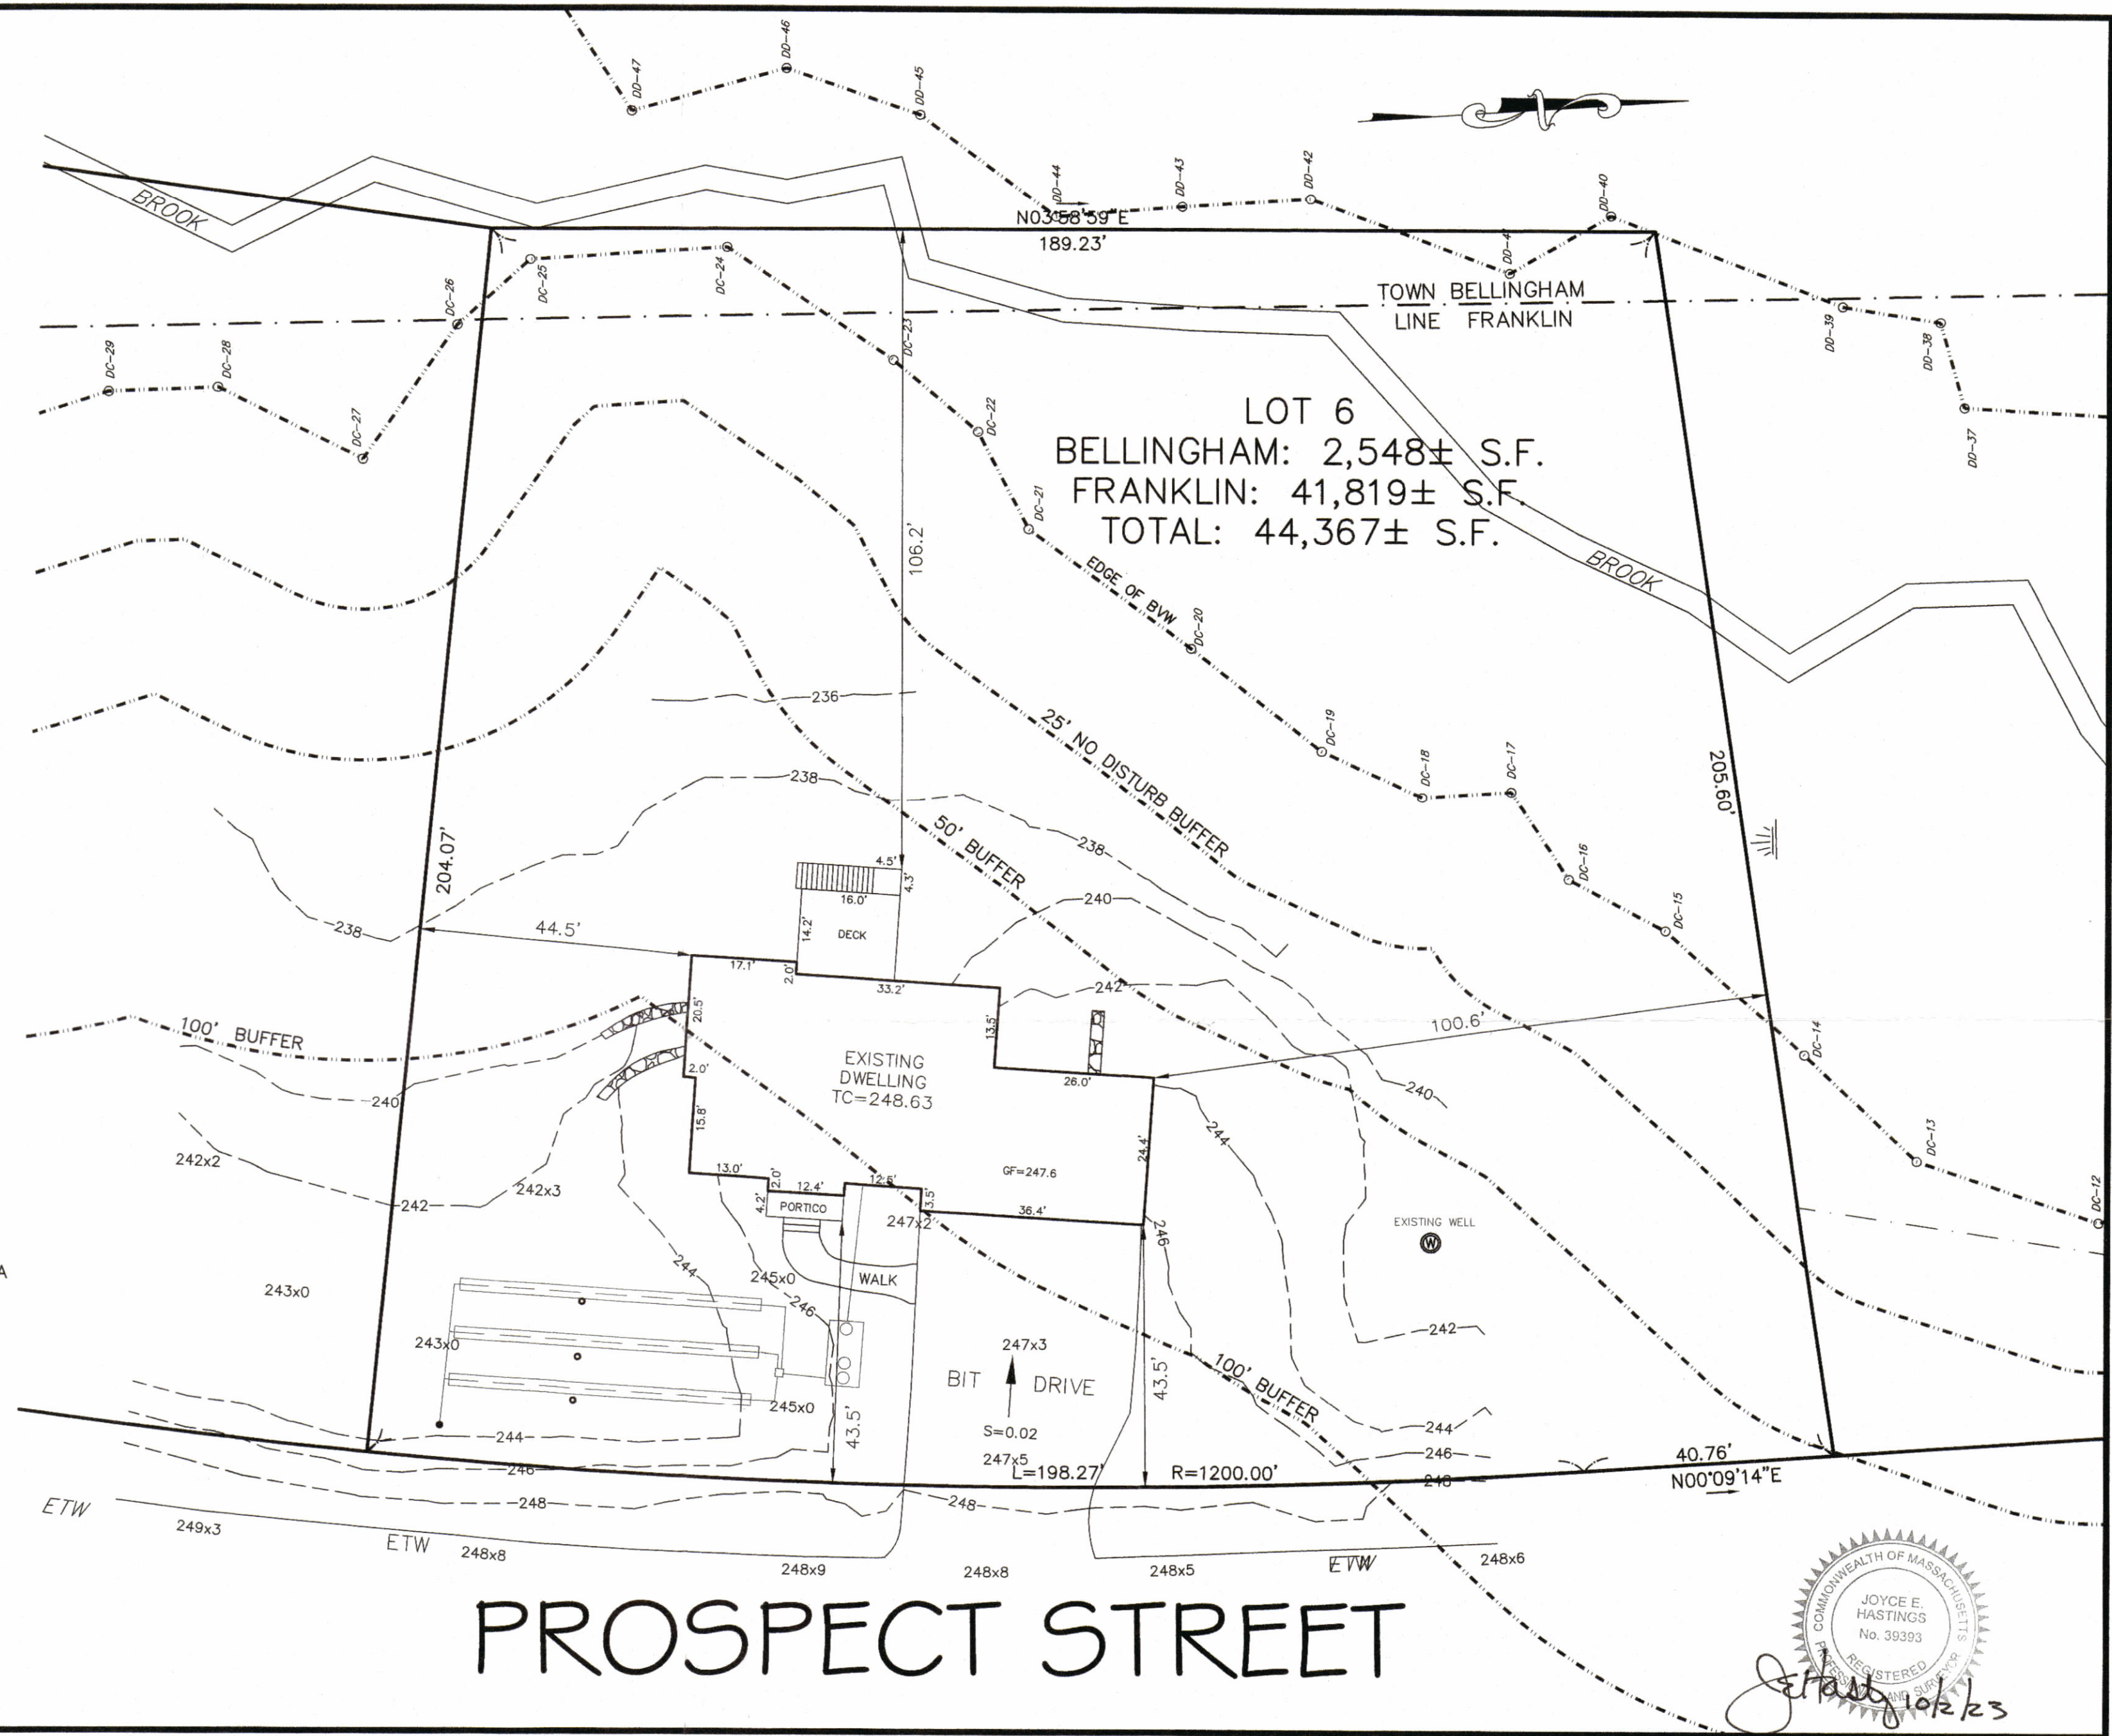 DD-47
DD-46
DD-45
DD-44
DD-43
DD-42
DD-40
DD-41
DD-39
DD-38
DD-37
BROOK
N03°58'59"E
189.23'
TOWN BELLINGHAM
LINE FRANKLIN
DC-29
DC-28
DC-27
DC-26
DC-25
DC-24
DC-23
DC-22
DC-21
DC-20
DC-19
DC-18
DC-17
DC-16
DC-15
DC-14
DC-13
DC-12
LOT 6
BELLINGHAM: 2,548± S.F.
FRANKLIN: 41,819± S.F.
TOTAL: 44,367± S.F.
106.2'
EDGE OF BVW
BROOK
236
25' NO DISTURB BUFFER
205.60'
238
50' BUFFER
238
204.07'
240
238
44.5'
4.5'
4.3'
16.0'
14.2'
DECK
17.1'
2.0'
33.2'
242
13.5'
100.6'
100' BUFFER
20.5'
2.0'
15.8'
EXISTING
DWELLING
TC=248.63
26.0'
240
240
244
24.4'
GF=247.6
242x2
242x3
242
13.0'
2.0'
12.4'
12.5'
3.5'
36.4'
4.2'
PORTICO
247x2
246
EXISTING WELL
W
244
245x0
246
WALK
243x0
243x0
247x3
BIT DRIVE
S=0.02
247x5
43.5'
43.5'
245x0
100' BUFFER
242
244
246
248
244
246
248
248
L=198.27'
R=1200.00'
40.76'
N00°09'14"E
A
ETW
249x3
ETW
248x8
248x9
248x8
248x5
ETW
248x6
PROSPECT STREET
COMMONWEALTH OF MASSACHUSETTS
JOYCE E.
HASTINGS
No. 39393
REGISTERED
PROFESSIONAL LAND SURVEYOR
JEHasty 10/2/23